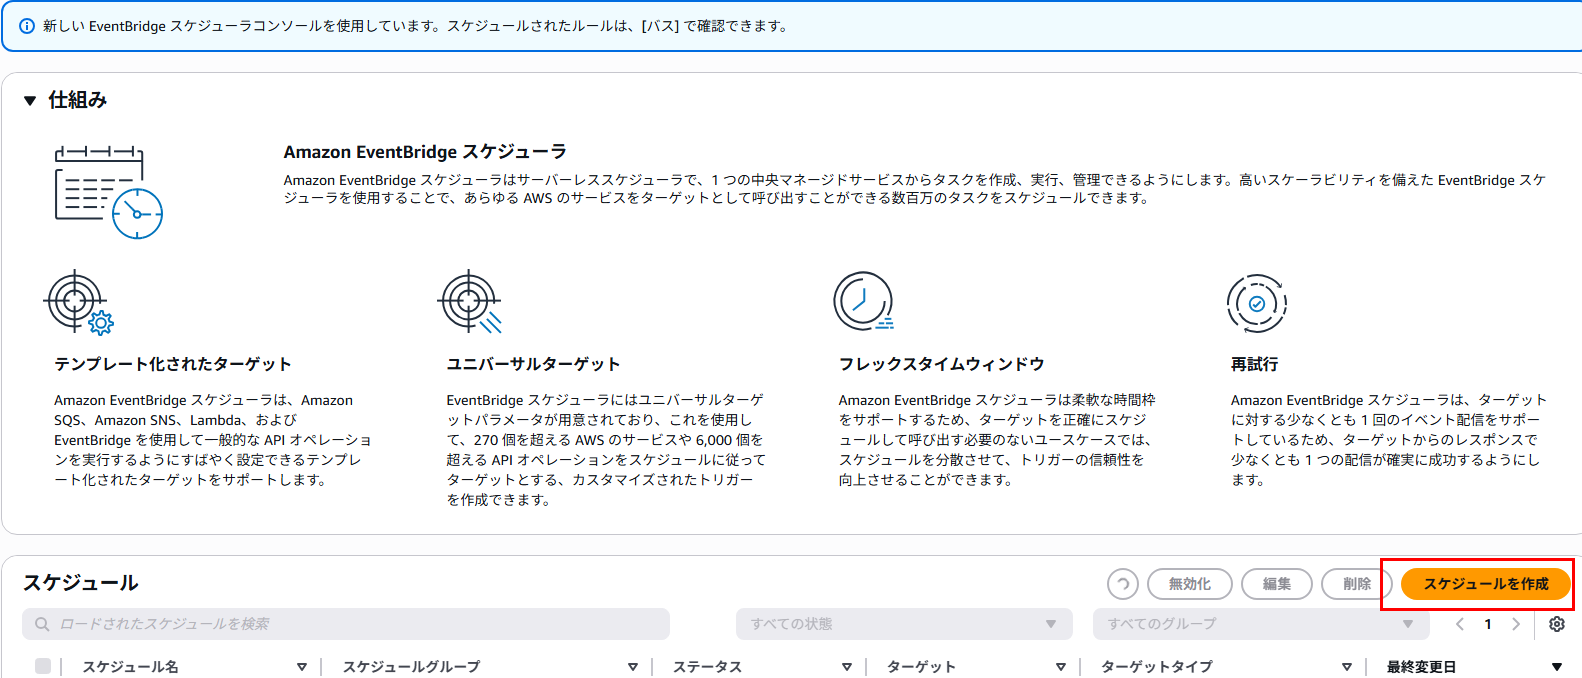 新しい EventBridge スケジューラコンソールを使用しています。スケジュールされたルールは、[バス] で確認できます。
仕組み
Amazon EventBridge スケジューラ
Amazon EventBridge スケジューラはサーバーレススケジューラで、1 つの中央マネージドサービスからタスクを作成、実行、管理できるようにします。高いスケーラビリティを備えた EventBridge スケ
ジューラを使用することで、あらゆる AWS のサービスをターゲットとして呼び出すことができる数百万のタスクをスケジュールできます。
テンプレート化されたターゲット
Amazon EventBridge スケジューラは、Amazon
SQS、Amazon SNS、Lambda、および
EventBridge を使用して一般的な API オペレーショ
ンを実行するようにすばやく設定できるテンプレ
ート化されたターゲットをサポートします。
ユニバーサルターゲット
EventBridge スケジューラにはユニバーサルターゲ
ットパラメータが用意されており、これを使用し
て、270 個を超える AWS のサービスや 6,000 個を
超える API オペレーションをスケジュールに従って
ターゲットとする、カスタマイズされたトリガー
を作成できます。
フレックスタイムウィンドウ
Amazon EventBridge スケジューラは柔軟な時間枠
をサポートするため、ターゲットを正確にスケジ
ュールして呼び出す必要のないユースケースでは、
スケジュールを分散させて、トリガーの信頼性を
向上させることができます。
再試行
Amazon EventBridge スケジューラは、ターゲット
に対する少なくとも 1 回のイベント配信をサポー
トしているため、ターゲットからのレスポンスで
少なくとも 1 つの配信が確実に成功するようにし
ます。
スケジュール
無効化
編集
削除
スケジュールを作成
ロードされたスケジュールを検索
すべての状態
すべてのグループ
1
スケジュール名
スケジュールグループ
ステータス
ターゲット
ターゲットタイプ
最終変更日